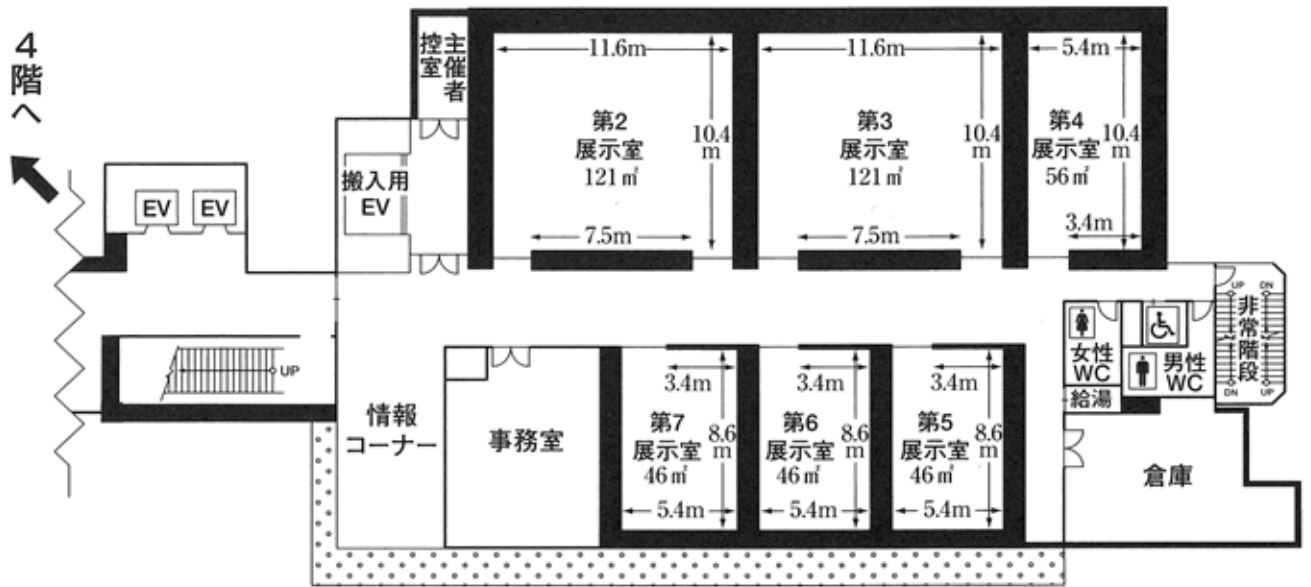 4階へ
主催者
控室
11.6m
11.6m
5.4m
第2
展示室
121㎡
10.4
m
第3
展示室
121㎡
10.4
m
第4
展示室
56㎡
10.4
m
搬入用
EV
EV
EV
7.5m
7.5m
3.4m
UP
DN
非常階段
DN
UP
女性
WC
男性
WC
給湯
UP
情報
コーナー
事務室
3.4m
第7
展示室
46㎡
8.6
m
5.4m
3.4m
第6
展示室
46㎡
8.6
m
5.4m
3.4m
第5
展示室
46㎡
8.6
m
5.4m
倉庫